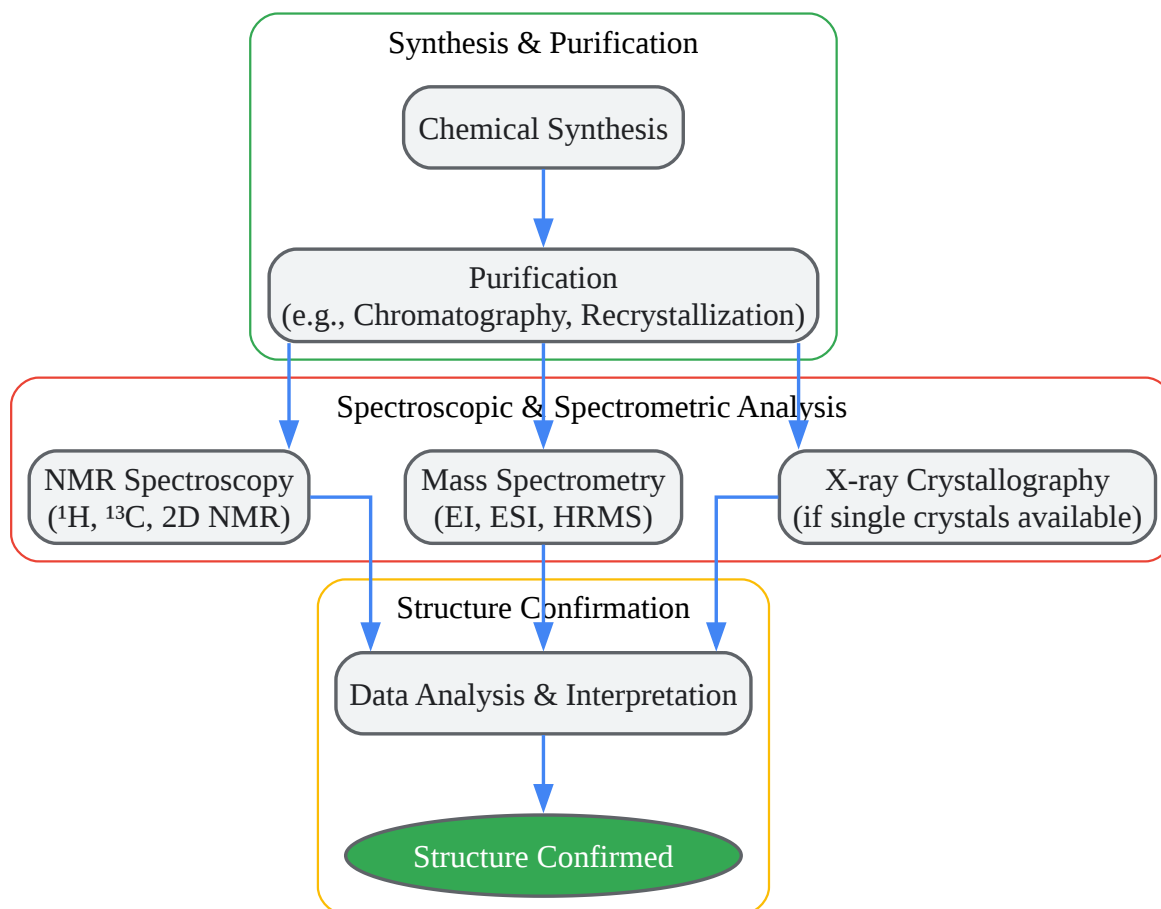 Synthesis & Purification
Chemical Synthesis
Purification
(e.g., Chromatography, Recrystallization)
Spectroscopic & Spectrometric Analysis
NMR Spectroscopy
(¹H, ¹³C, 2D NMR)
Mass Spectrometry
(EI, ESI, HRMS)
X-ray Crystallography
(if single crystals available)
Structure Confirmation
Data Analysis & Interpretation
Structure Confirmed